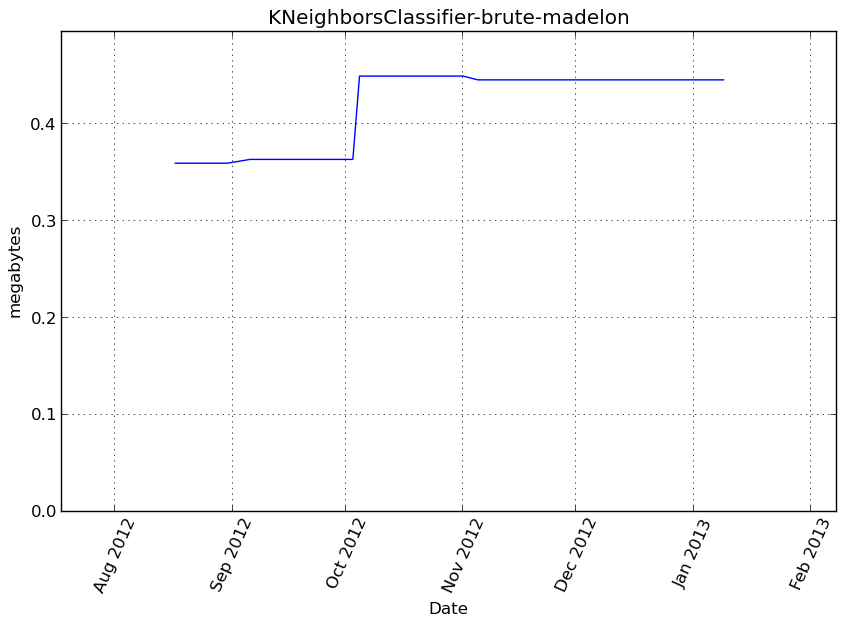 KNeighborsClassifier-brute-madelon
megabytes
0.4
0.3
0.2
0.1
0.0
Aug 2012
Sep 2012
Oct 2012
Nov 2012
Dec 2012
Jan 2013
Feb 2013
Date